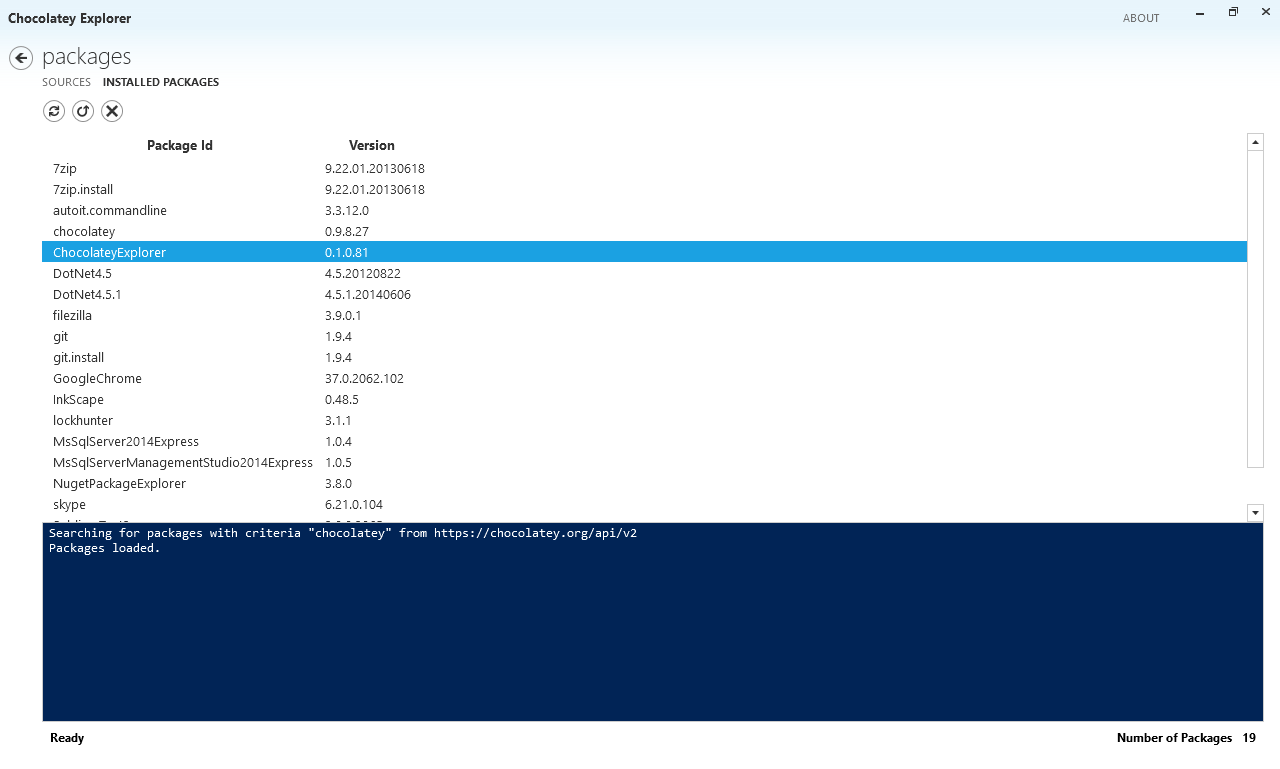 Chocolatey Explorer ABOUT
packages
SOURCES INSTALLED PACKAGES
Package Id Version
7zip 9.22.01.20130618
7zip.install 9.22.01.20130618
autoit.commandline 3.3.12.0
chocolatey 0.9.8.27
ChocolateyExplorer 0.1.0.81
DotNet4.5 4.5.20120822
DotNet4.5.1 4.5.1.20140606
filezilla 3.9.0.1
git 1.9.4
git.install 1.9.4
GoogleChrome 37.0.2062.102
InkScape 0.48.5
lockhunter 3.1.1
MsSqlServer2014Express 1.0.4
MsSqlServerManagementStudio2014Express 1.0.5
NugetPackageExplorer 3.8.0
skype 6.21.0.104
Searching for packages with criteria "chocolatey" from https://chocolatey.org/api/v2
Packages loaded.
Ready Number of Packages 19